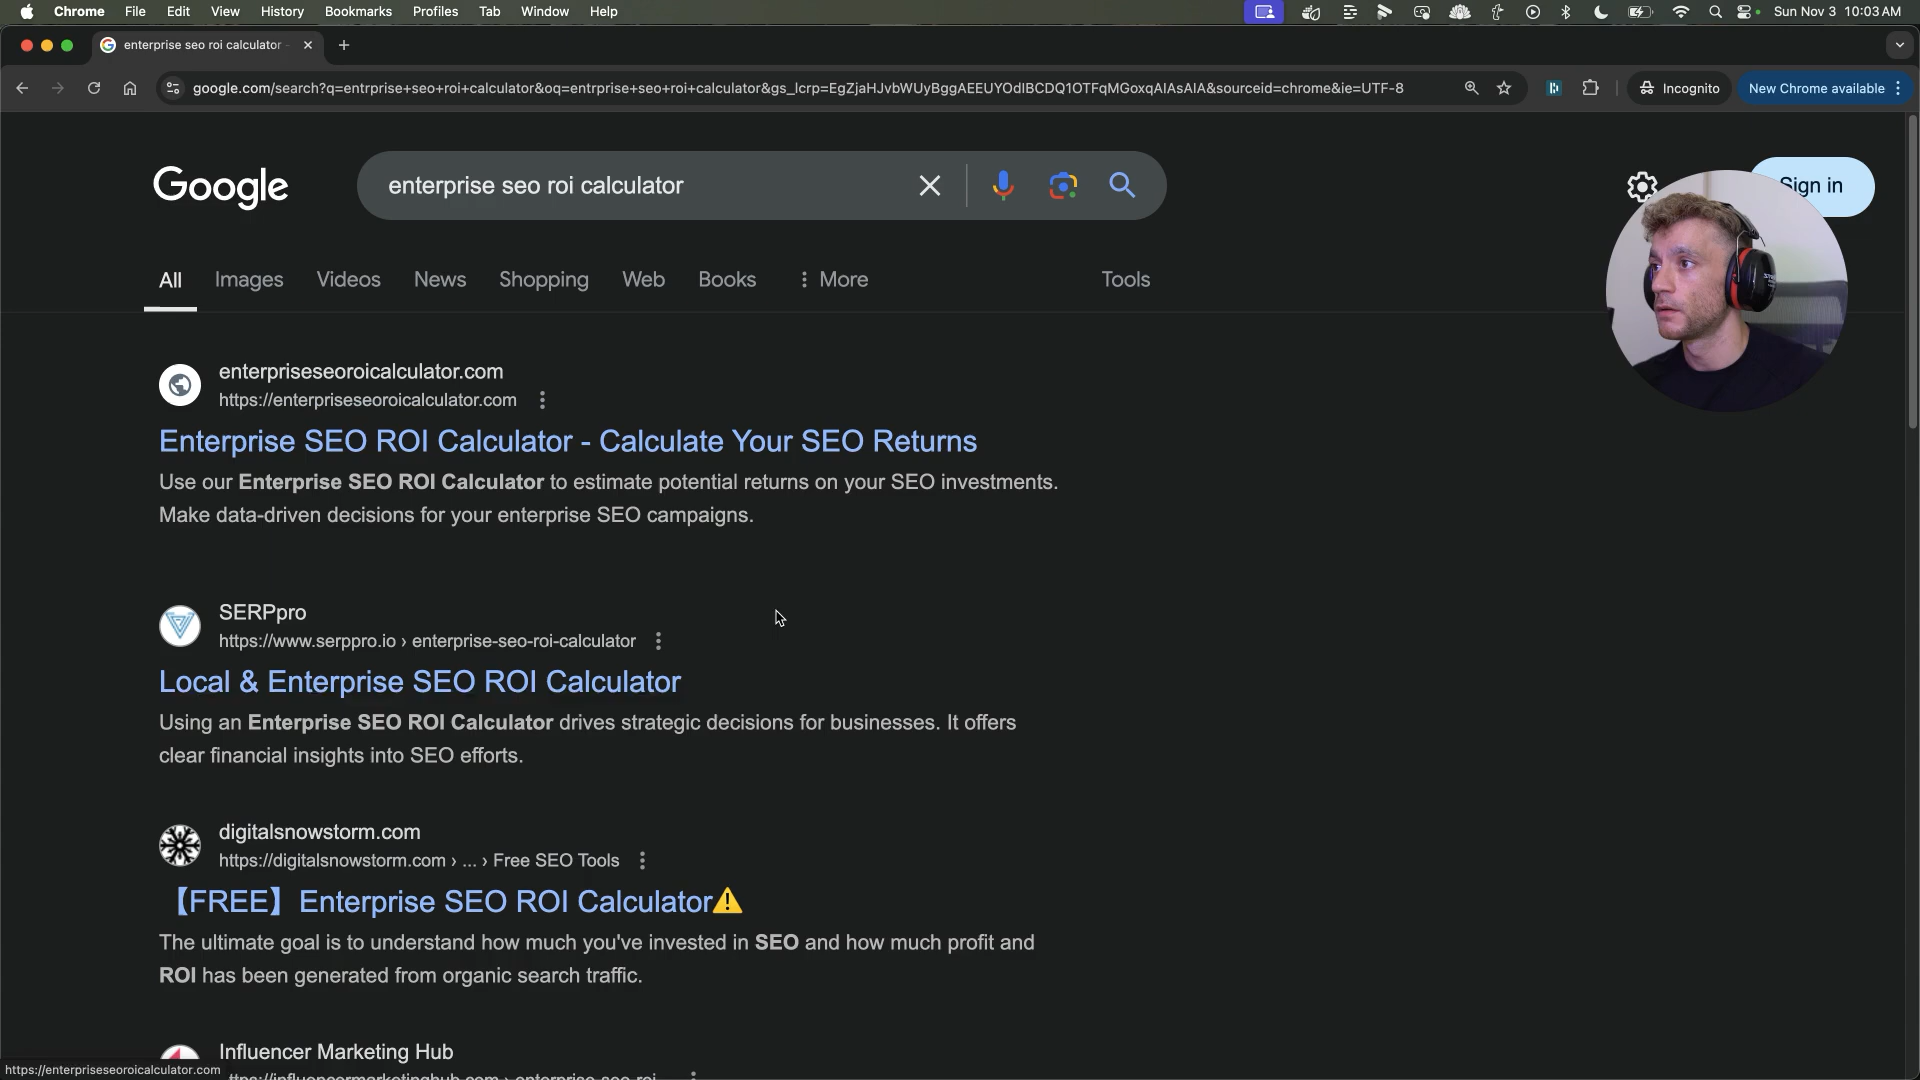 Chrome File Edit View History Bookmarks Profiles Tab Window Help Sun Nov 3 10:03 AM
enterprise seo roi calculator
google.com/search?q=entrprise+seo+roi+calculator&oq=entrprise+seo+roi+calculator&gs_lcrp=EgZjaHJvbWUyBggAEEUYOdIBCDQ1OTFqMGoxqAIAsAIA&sourceid=chrome&ie=UTF-8 Incognito New Chrome available
Google enterprise seo roi calculator Sign in
All Images Videos News Shopping Web Books More Tools
enterpriseseoroicalculator.com
https://enterpriseseoroicalculator.com
Enterprise SEO ROI Calculator - Calculate Your SEO Returns
Use our Enterprise SEO ROI Calculator to estimate potential returns on your SEO investments.
Make data-driven decisions for your enterprise SEO campaigns.
SERPpro
https://www.serppro.io › enterprise-seo-roi-calculator
Local & Enterprise SEO ROI Calculator
Using an Enterprise SEO ROI Calculator drives strategic decisions for businesses. It offers
clear financial insights into SEO efforts.
digitalsnowstorm.com
https://digitalsnowstorm.com › ... › Free SEO Tools
【FREE】Enterprise SEO ROI Calculator⚠️
The ultimate goal is to understand how much you've invested in SEO and how much profit and
ROI has been generated from organic search traffic.
Influencer Marketing Hub
https://influencermarketinghub.com › enterprise-seo-roi...
https://enterpriseseoroicalculator.com